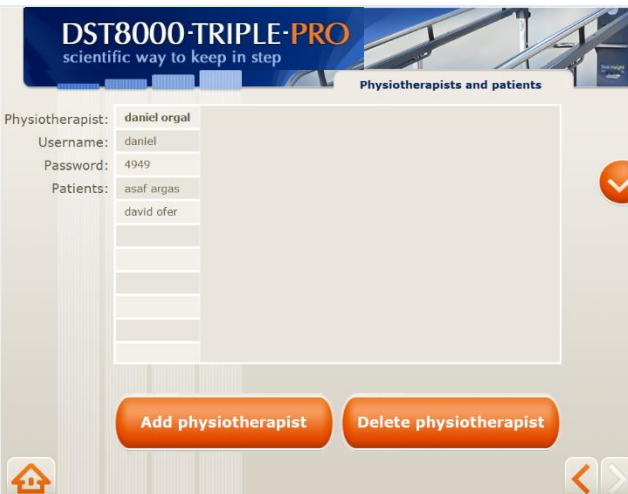 DST8000-TRIPLE-PRO
scientific way to keep in step
Physiotherapists and patients
Physiotherapist: daniel orgal
Username: daniel
Password: 4949
Patients: asaf argas
david ofer
Add physiotherapist Delete physiotherapist